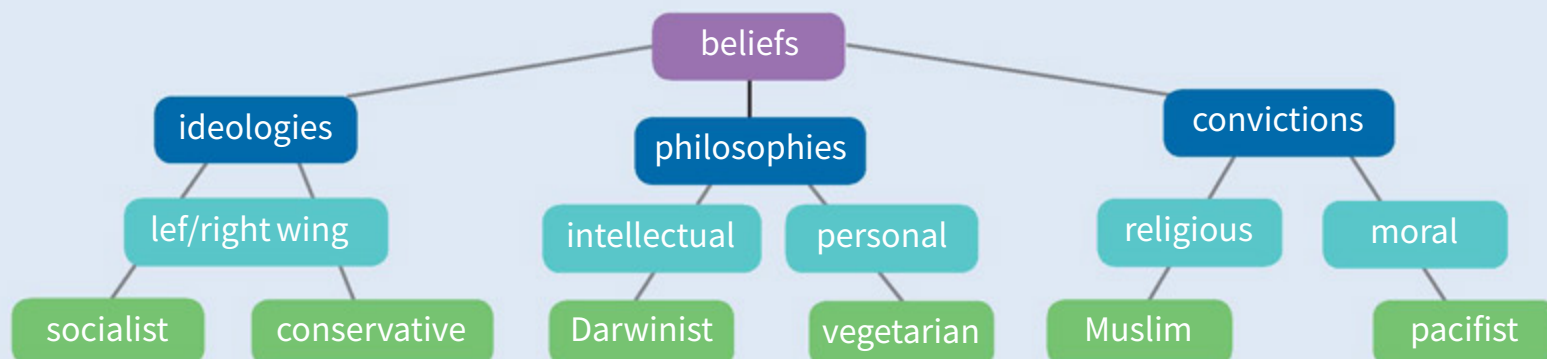 beliefs
ideologies
philosophies
convictions
lef/right wing
intellectual
personal
religious
moral
socialist
conservative
Darwinist
vegetarian
Muslim
pacifist